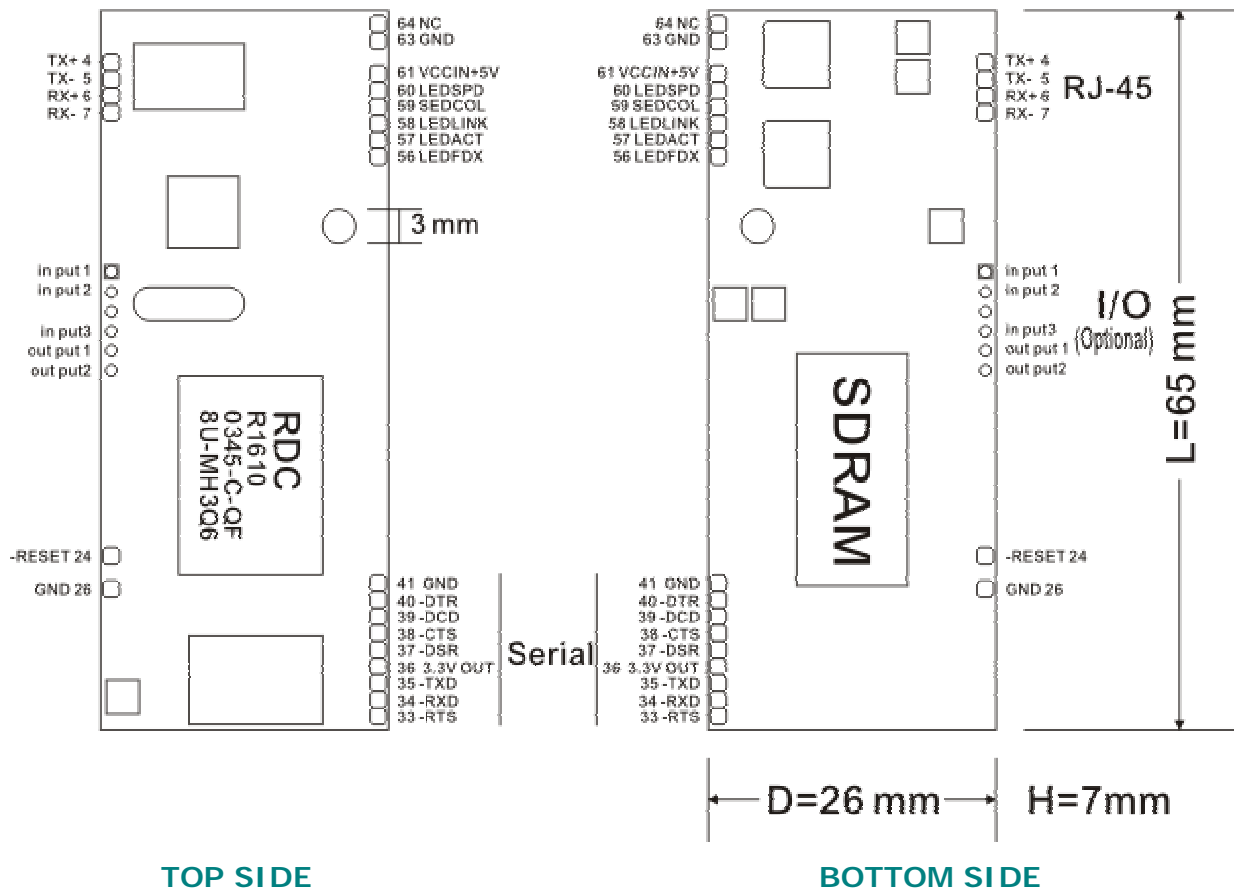 64 NC
63 GND
TX+ 4
TX- 5
RX+ 6
RX- 7
61 VCCIN+5V
60 LEDSPD
59 SEDCOL
58 LEDLINK
57 LEDACT
56 LEDFDX
3 mm
in put 1
in put 2
in put3
out put 1
out put2
RDC
R1610
0345-C-QF
8U-MH3Q6
-RESET 24
GND 26
41 GND
40 -DTR
39 -DCD
38 -CTS
37 -DSR
36 3.3V OUT
35 -TXD
34 -RXD
33 -RTS
Serial
64 NC
63 GND
61 VCCIN+5V
60 LEDSPD
59 SEDCOL
58 LEDLINK
57 LEDACT
56 LEDFDX
TX+ 4
TX- 5
RX+ 6
RX- 7
RJ-45
in put 1
in put 2
in put3
out put 1
out put2
I/O
(Optional)
L=65 mm
SDRAM
-RESET 24
GND 26
41 GND
40 -DTR
39 -DCD
38 -CTS
37 -DSR
36 3.3V OUT
35 -TXD
34 -RXD
33 -RTS
D=26 mm
H=7mm
TOP SIDE
BOTTOM SIDE